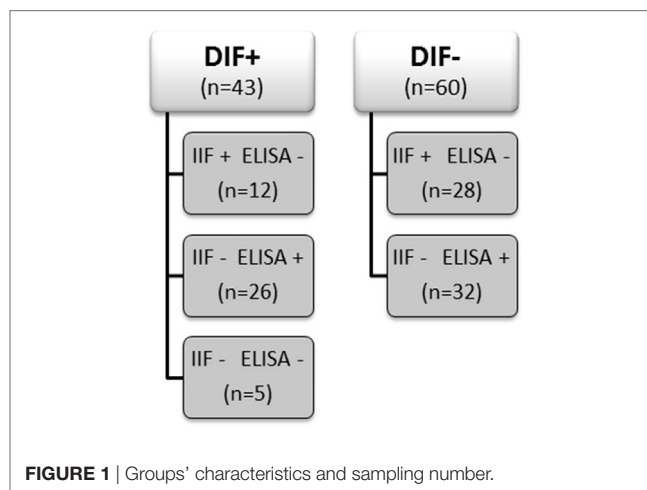 DIF+
(n=43)
IIF + ELISA -
(n=12)
IIF - ELISA +
(n=26)
IIF - ELISA -
(n=5)
DIF-
(n=60)
IIF + ELISA -
(n=28)
IIF - ELISA +
(n=32)
FIGURE 1 | Groups’ characteristics and sampling number.